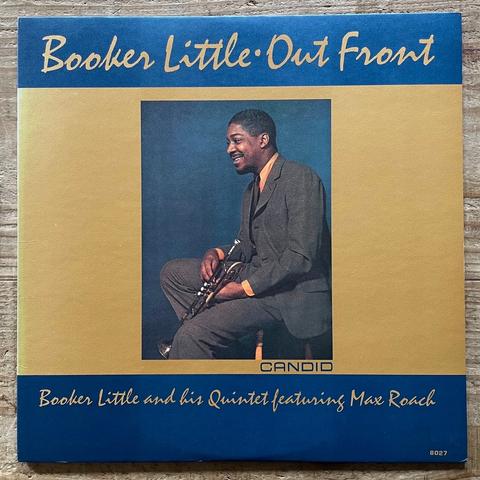 Booker Little · Out Front
CANDID
Booker Little and his Quintet featuring Max Roach
8027